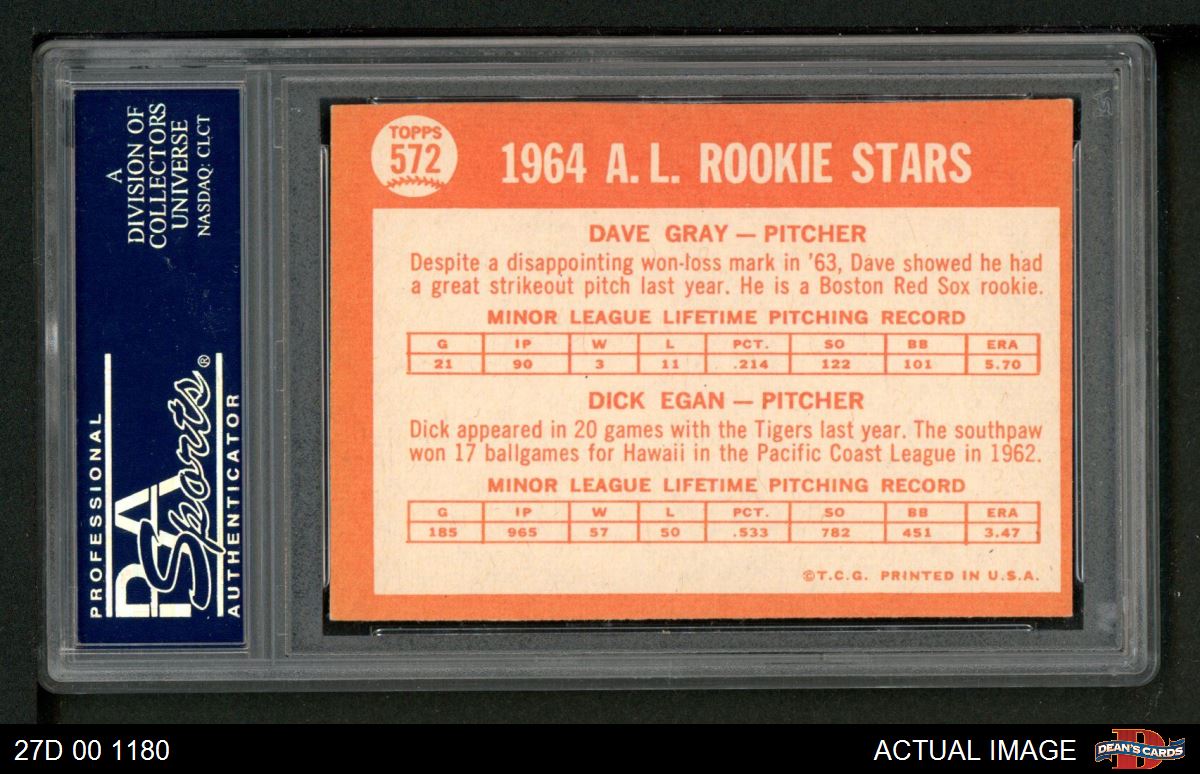 A
DIVISION OF
COLLECTORS
UNIVERSE
NASDAQ: CLCT
PROFESSIONAL
PSA
Sports®
AUTHENTICATOR
TOPPS
572
1964 A. L. ROOKIE STARS
DAVE GRAY — PITCHER
Despite a disappointing won-loss mark in '63, Dave showed he had
a great strikeout pitch last year. He is a Boston Red Sox rookie.
MINOR LEAGUE LIFETIME PITCHING RECORD
G IP W L PCT. SO BB ERA
21 90 3 11 .214 122 101 5.70
DICK EGAN — PITCHER
Dick appeared in 20 games with the Tigers last year. The southpaw
won 17 ballgames for Hawaii in the Pacific Coast League in 1962.
MINOR LEAGUE LIFETIME PITCHING RECORD
G IP W L PCT. SO BB ERA
185 965 57 50 .533 782 451 3.47
©T.C.G. PRINTED IN U.S.A.
27D 00 1180
ACTUAL IMAGE
DEAN'S CARDS